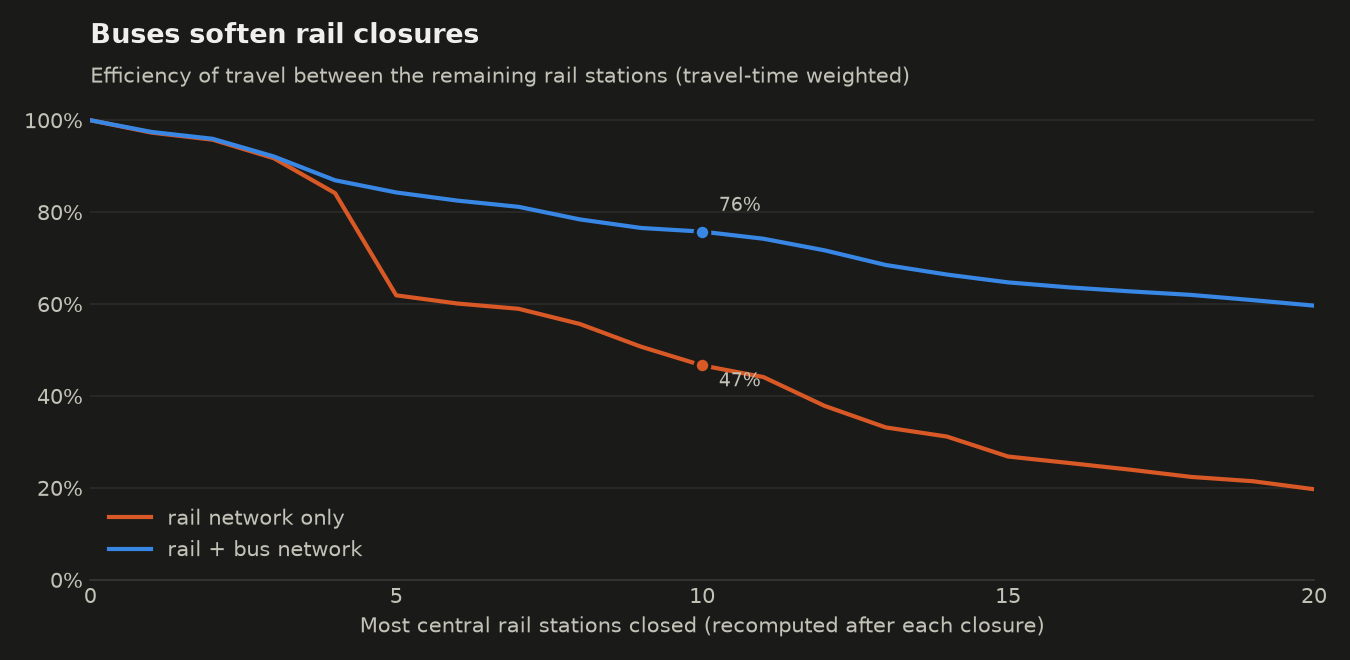 Buses soften rail closures
Efficiency of travel between the remaining rail stations (travel-time weighted)
100%
80%
60%
40%
20%
0%
76%
47%
rail network only
rail + bus network
0 5 10 15 20
Most central rail stations closed (recomputed after each closure)